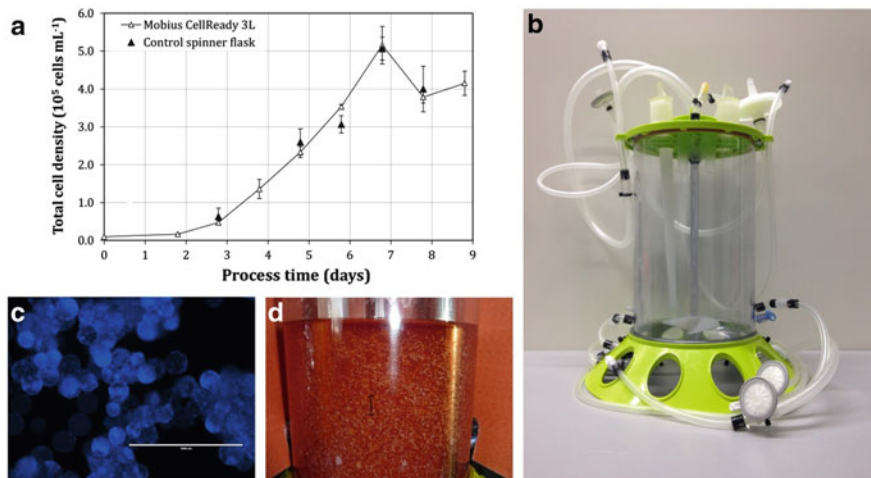 a
Mobius CellReady 3L
Control spinner flask
Total cell density (10⁵ cells mL⁻¹)
6.0
5.0
4.0
3.0
2.0
1.0
0.0
0 1 2 3 4 5 6 7 8 9
Process time (days)
b
c
d